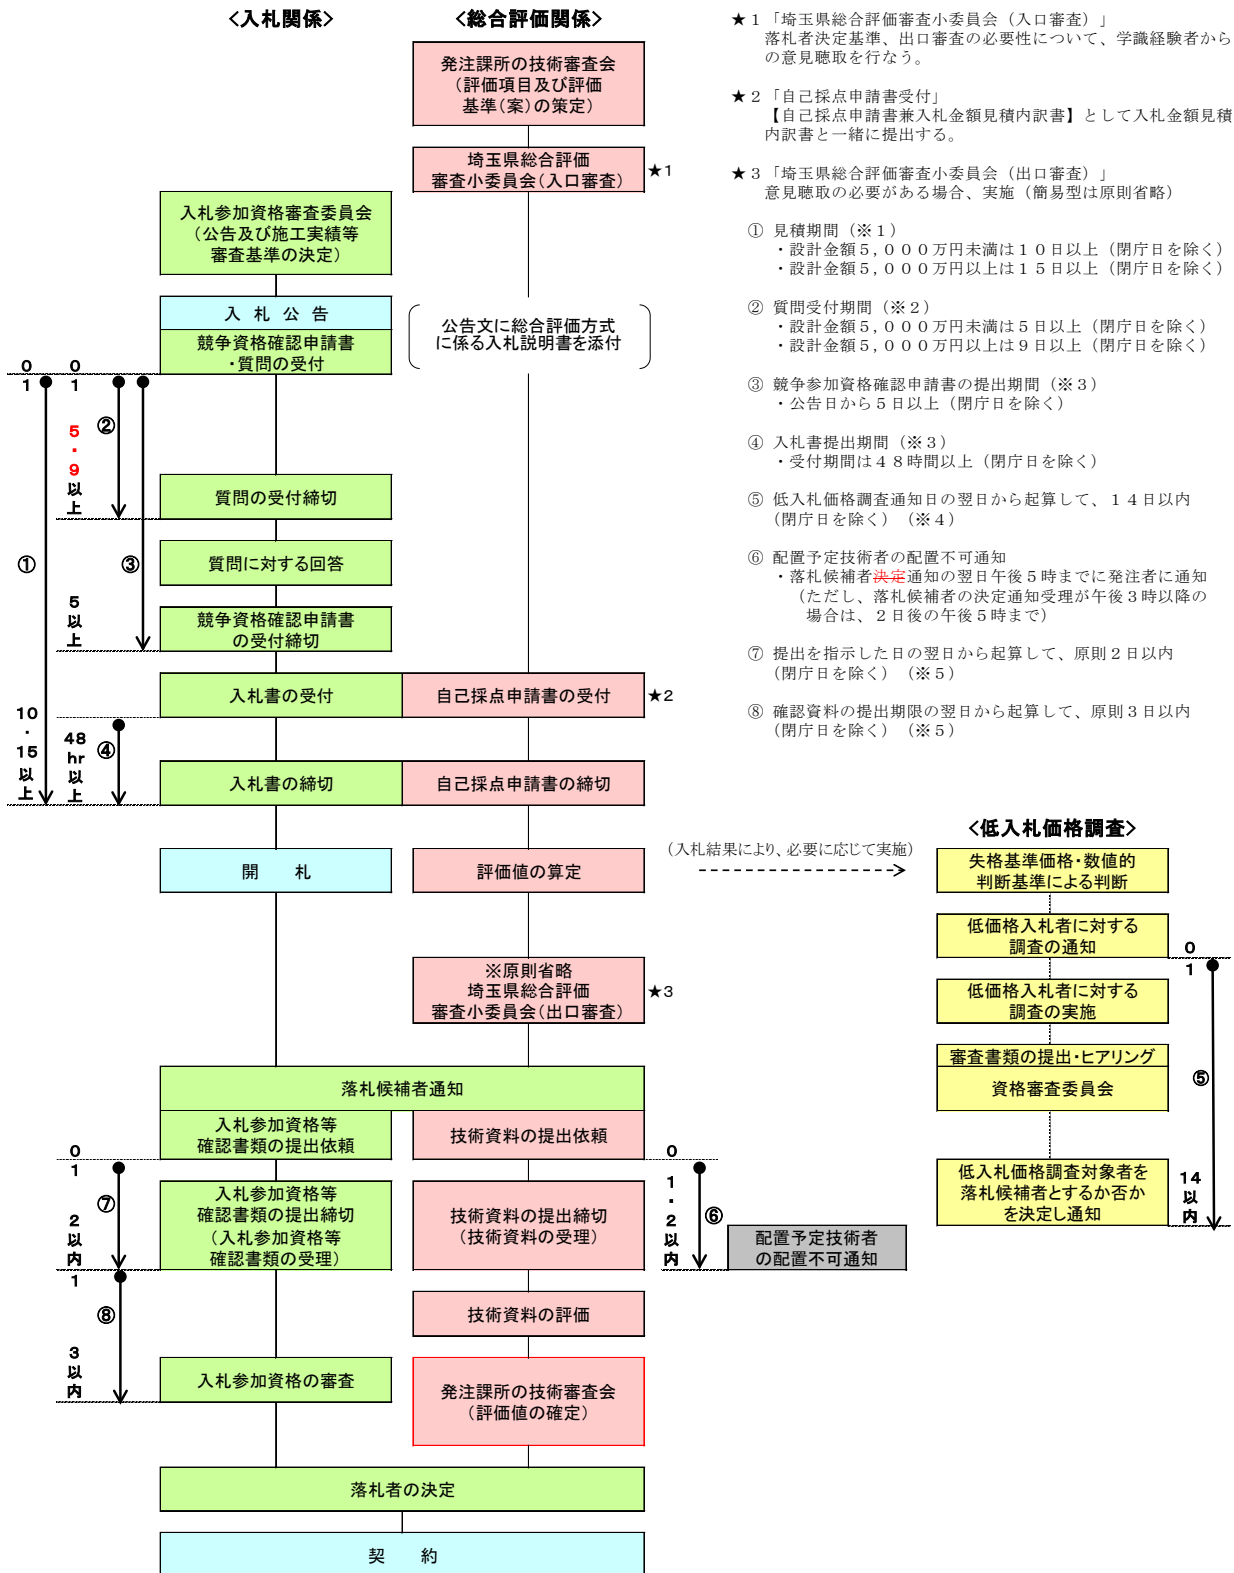 <入札関係>
<総合評価関係>
発注課所の技術審査会
(評価項目及び評価
基準(案)の策定)
埼玉県総合評価
審査小委員会(入口審査)
★1
入札参加資格審査委員会
(公告及び施工実績等
審査基準の決定)
入 札 公 告
競争資格確認申請書
・質問の受付
公告文に総合評価方式
に係る入札説明書を添付
0
1
0
1
②
5
・
9
以
上
質問の受付締切
①
③
質問に対する回答
5
以
上
競争資格確認申請書
の受付締切
入札書の受付
自己採点申請書の受付
★2
10
・
15
以
上
48
hr
以
上
④
入札書の締切
自己採点申請書の締切
開 札
評価値の算定
(入札結果により、必要に応じて実施)
※原則省略
埼玉県総合評価
審査小委員会(出口審査)
★3
落札候補者通知
入札参加資格等
確認書類の提出依頼
技術資料の提出依頼
0
1
⑦
2
以
内
入札参加資格等
確認書類の提出締切
(入札参加資格等
確認書類の受理)
技術資料の提出締切
(技術資料の受理)
0
1
・
2
以
内
⑥
配置予定技術者
の配置不可通知
1
⑧
3
以
内
技術資料の評価
入札参加資格の審査
発注課所の技術審査会
(評価値の確定)
落札者の決定
契 約
★1「埼玉県総合評価審査小委員会(入口審査)」
落札者決定基準、出口審査の必要性について、学識経験者から
の意見聴取を行なう。
★2「自己採点申請書受付」
【自己採点申請書兼入札金額見積内訳書】として入札金額見積
内訳書と一緒に提出する。
★3「埼玉県総合評価審査小委員会(出口審査)」
意見聴取の必要がある場合、実施(簡易型は原則省略)
① 見積期間(※1)
・設計金額5,000万円未満は10日以上(閉庁日を除く)
・設計金額5,000万円以上は15日以上(閉庁日を除く)
② 質問受付期間(※2)
・設計金額5,000万円未満は5日以上(閉庁日を除く)
・設計金額5,000万円以上は9日以上(閉庁日を除く)
③ 競争参加資格確認申請書の提出期間(※3)
・公告日から5日以上(閉庁日を除く)
④ 入札書提出期間(※3)
・受付期間は48時間以上(閉庁日を除く)
⑤ 低入札価格調査通知日の翌日から起算して、14日以内
(閉庁日を除く)(※4)
⑥ 配置予定技術者の配置不可通知
・落札候補者決定通知の翌日午後5時までに発注者に通知
(ただし、落札候補者の決定通知受理が午後3時以降の
場合は、2日後の午後5時まで)
⑦ 提出を指示した日の翌日から起算して、原則2日以内
(閉庁日を除く)(※5)
⑧ 確認資料の提出期限の翌日から起算して、原則3日以内
(閉庁日を除く)(※5)
<低入札価格調査>
失格基準価格・数値的
判断基準による判断
低価格入札者に対する
調査の通知
0
1
低価格入札者に対する
調査の実施
審査書類の提出・ヒアリング
資格審査委員会
⑤
低入札価格調査対象者を
落札候補者とするか否か
を決定し通知
14
以
内